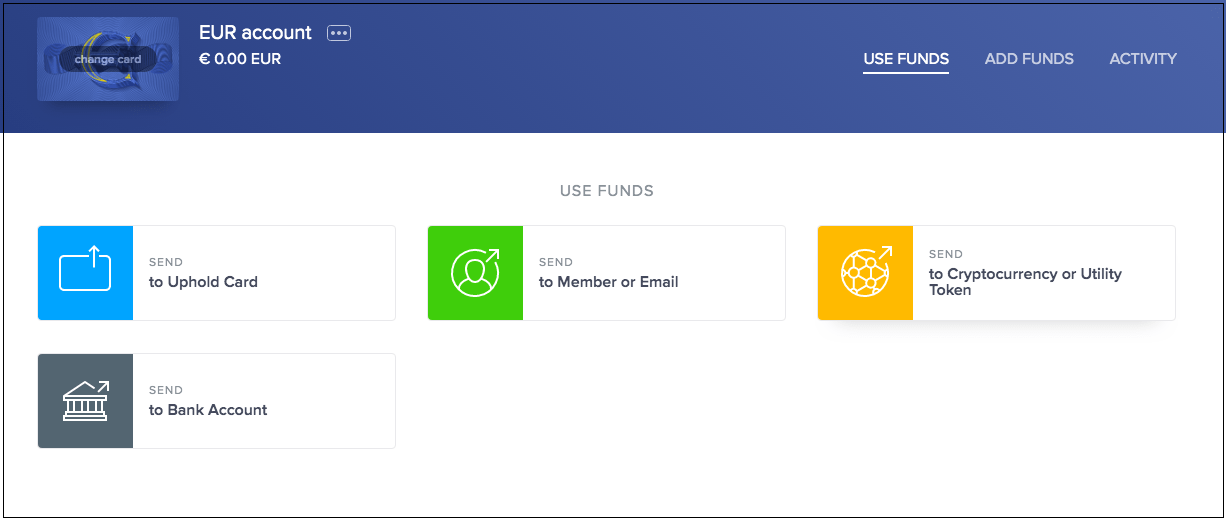 EUR account
€ 0.00 EUR
change card
USE FUNDS
ADD FUNDS
ACTIVITY
USE FUNDS
SEND
to Uphold Card
SEND
to Member or Email
SEND
to Cryptocurrency or Utility
Token
SEND
to Bank Account